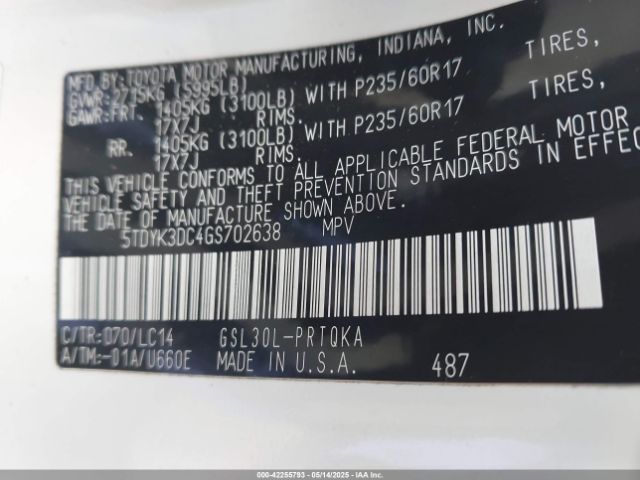 MFD.BY:TOYOTA MOTOR MANUFACTURING, INDIANA, INC.
GVWR:2715KG (5995LB)
GAWR:FRT. 1405KG (3100LB) WITH P235/60R17 TIRES,
17X7J RIMS.
RR. 1405KG (3100LB) WITH P235/60R17 TIRES,
17X7J RIMS.
THIS VEHICLE CONFORMS TO ALL APPLICABLE FEDERAL MOTOR
VEHICLE SAFETY AND THEFT PREVENTION STANDARDS IN EFFEC
THE DATE OF MANUFACTURE SHOWN ABOVE.
5TDYK3DC4GS702638 MPV
C/TR:070/LC14 GSL30L-PRTQKA
A/TM:-01A/U660E MADE IN U.S.A. 487
000-42255793 - 05/14/2025 - IAAI.COM